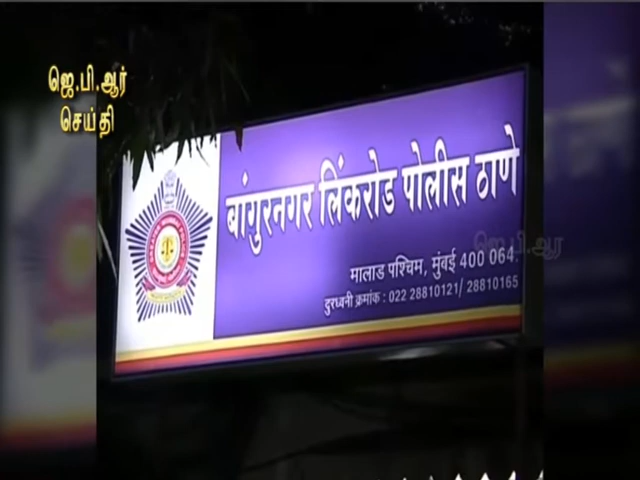 ஜெ.பி.ஆர்
செய்தி
बांगुरनगर लिंकरोड पोलीस ठाणे
मालाड पश्चिम, मुंबई 400 064.
दुरध्वनी क्रमांक : 022 28810121/ 28810165
ஜெ.பி.ஆர்